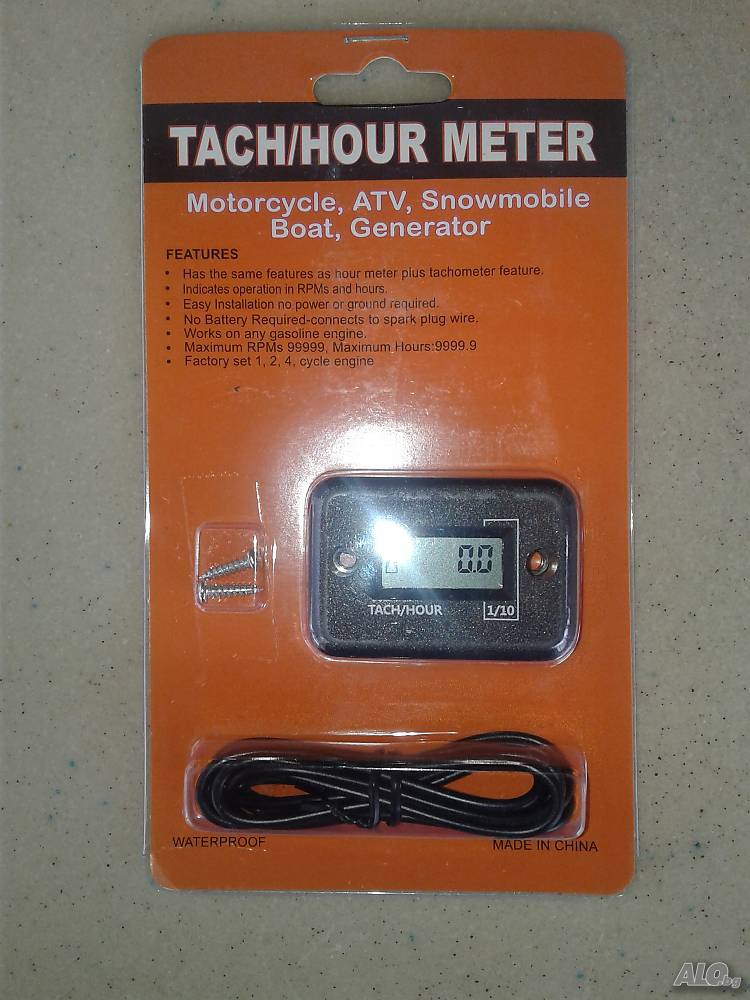 TACH/HOUR METER
Motorcycle, ATV, Snowmobile
Boat, Generator
FEATURES
• Has the same features as hour meter plus tachometer feature.
• Indicates operation in RPMs and hours.
• Easy Installation no power or ground required.
• No Battery Required-connects to spark plug wire.
• Works on any gasoline engine.
• Maximum RPMs 99999, Maximum Hours:9999.9
• Factory set 1, 2, 4, cycle engine
0.0
TACH/HOUR 1/10
WATERPROOF MADE IN CHINA
ALO.bg